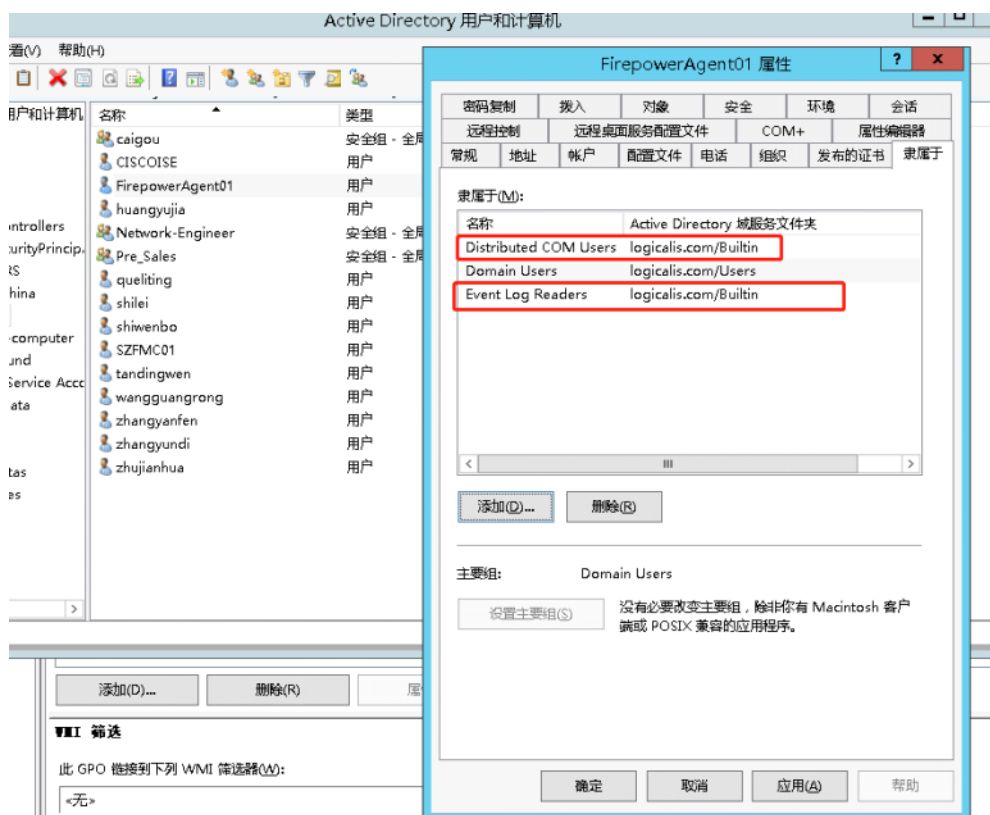 Active Directory 用户和计算机
看(V) 帮助(H)
用户和计算机
ontrollers
curityPrincip
RS
hina
computer
und
Service Acco
ata
tas
es
名称 类型
caigou 安全组 - 全局
CISCOISE 用户
FirepowerAgent01 用户
huangyujia 用户
Network-Engineer 安全组 - 全局
Pre_Sales 安全组 - 全局
queliting 用户
shilei 用户
shiwenbo 用户
SZFMC01 用户
tandingwen 用户
wangguangrong 用户
zhangyanfen 用户
zhangyundi 用户
zhujianhua 用户
FirepowerAgent01 属性
密码复制 拨入 对象 安全 环境 会话
远程控制 远程桌面服务配置文件 COM+ 属性编辑器
常规 地址 帐户 配置文件 电话 组织 发布的证书 隶属于
隶属于(M):
名称 Active Directory 域服务文件夹
Distributed COM Users logicalis.com/Builtin
Domain Users logicalis.com/Users
Event Log Readers logicalis.com/Builtin
添加(D)... 删除(R)
主要组: Domain Users
设置主要组(S) 没有必要改变主要组，除非你有 Macintosh 客户
端或 POSIX 兼容的应用程序。
确定 取消 应用(A) 帮助
添加(D)... 删除(R) 属
WMI 筛选
此 GPO 链接到下列 WMI 筛选器(W):
<无>